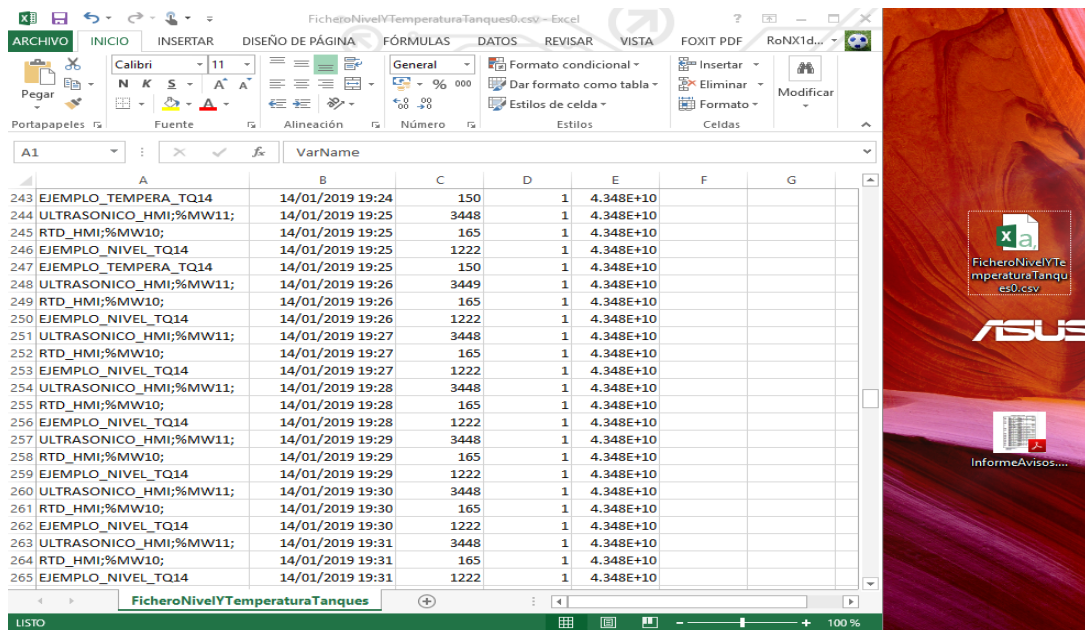 FicheroNivelYTemperaturaTanques0.csv - Excel
ARCHIVO INICIO INSERTAR DISEÑO DE PÁGINA FÓRMULAS DATOS REVISAR VISTA FOXIT PDF RoNX1d...
Pegar
Calibri 11
N K S A A
A
General
% 000
Formato condicional
Dar formato como tabla
Estilos de celda
Insertar
Eliminar
Formato
Modificar
Portapapeles Fuente Alineación Número Estilos Celdas
A1 fx VarName
A B C D E F G
243 EJEMPLO_TEMPERA_TQ14 14/01/2019 19:24 150 1 4.348E+10
244 ULTRASONICO_HMI;%MW11; 14/01/2019 19:25 3448 1 4.348E+10
245 RTD_HMI;%MW10; 14/01/2019 19:25 165 1 4.348E+10
246 EJEMPLO_NIVEL_TQ14 14/01/2019 19:25 1222 1 4.348E+10
247 EJEMPLO_TEMPERA_TQ14 14/01/2019 19:25 150 1 4.348E+10
248 ULTRASONICO_HMI;%MW11; 14/01/2019 19:26 3449 1 4.348E+10
249 RTD_HMI;%MW10; 14/01/2019 19:26 165 1 4.348E+10
250 EJEMPLO_NIVEL_TQ14 14/01/2019 19:26 1222 1 4.348E+10
251 ULTRASONICO_HMI;%MW11; 14/01/2019 19:27 3448 1 4.348E+10
252 RTD_HMI;%MW10; 14/01/2019 19:27 165 1 4.348E+10
253 EJEMPLO_NIVEL_TQ14 14/01/2019 19:27 1222 1 4.348E+10
254 ULTRASONICO_HMI;%MW11; 14/01/2019 19:28 3448 1 4.348E+10
255 RTD_HMI;%MW10; 14/01/2019 19:28 165 1 4.348E+10
256 EJEMPLO_NIVEL_TQ14 14/01/2019 19:28 1222 1 4.348E+10
257 ULTRASONICO_HMI;%MW11; 14/01/2019 19:29 3448 1 4.348E+10
258 RTD_HMI;%MW10; 14/01/2019 19:29 165 1 4.348E+10
259 EJEMPLO_NIVEL_TQ14 14/01/2019 19:29 1222 1 4.348E+10
260 ULTRASONICO_HMI;%MW11; 14/01/2019 19:30 3448 1 4.348E+10
261 RTD_HMI;%MW10; 14/01/2019 19:30 165 1 4.348E+10
262 EJEMPLO_NIVEL_TQ14 14/01/2019 19:30 1222 1 4.348E+10
263 ULTRASONICO_HMI;%MW11; 14/01/2019 19:31 3448 1 4.348E+10
264 RTD_HMI;%MW10; 14/01/2019 19:31 165 1 4.348E+10
265 EJEMPLO_NIVEL_TQ14 14/01/2019 19:31 1222 1 4.348E+10
FicheroNivelYTemperaturaTanques
LISTO 100 %
FicheroNivelYTe
mperaturaTanqu
es0.csv
ASUS
InformeAvisos....